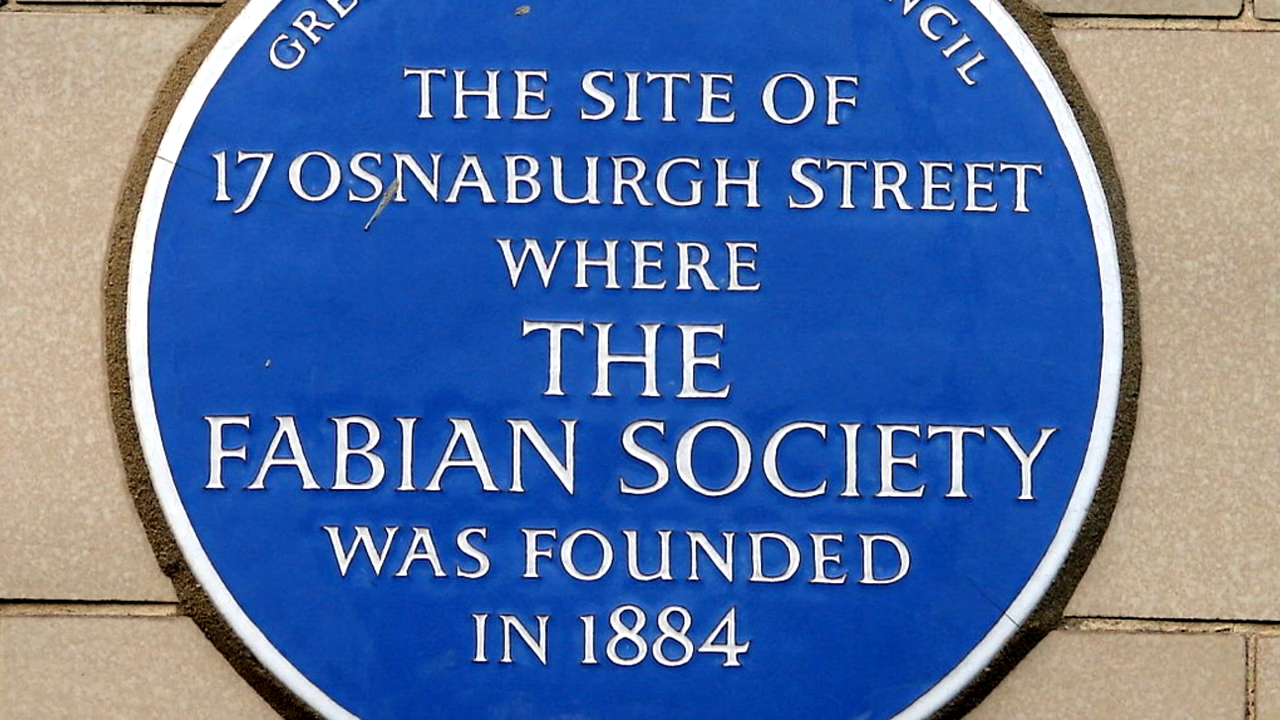 THE SITE OF
17 OSNABURGH STREET
WHERE
THE
FABIAN SOCIETY
WAS FOUNDED
IN 1884